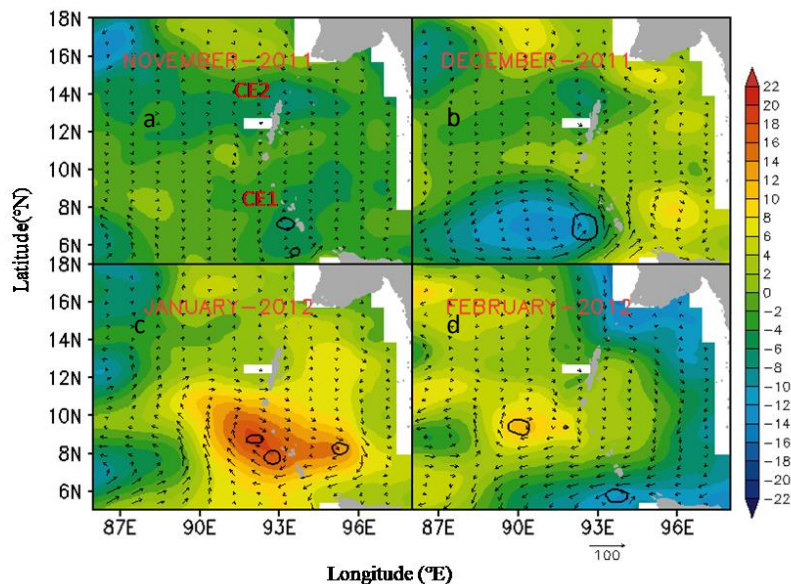 18N
16N
14N
12N
10N
8N
6N
18N
16N
14N
12N
10N
8N
6N
NOVEMBER-2011
DECEMBER-2011
CE2
a
b
CE1
JANUARY-2012
FEBRUARY-2012
c
d
22
20
18
16
14
12
10
8
6
4
2
0
-2
-4
-6
-8
-10
-12
-14
-16
-18
-20
-22
87E 90E 93E 96E 87E 90E 93E 96E
100
Latitude(°N)
Longitude (°E)